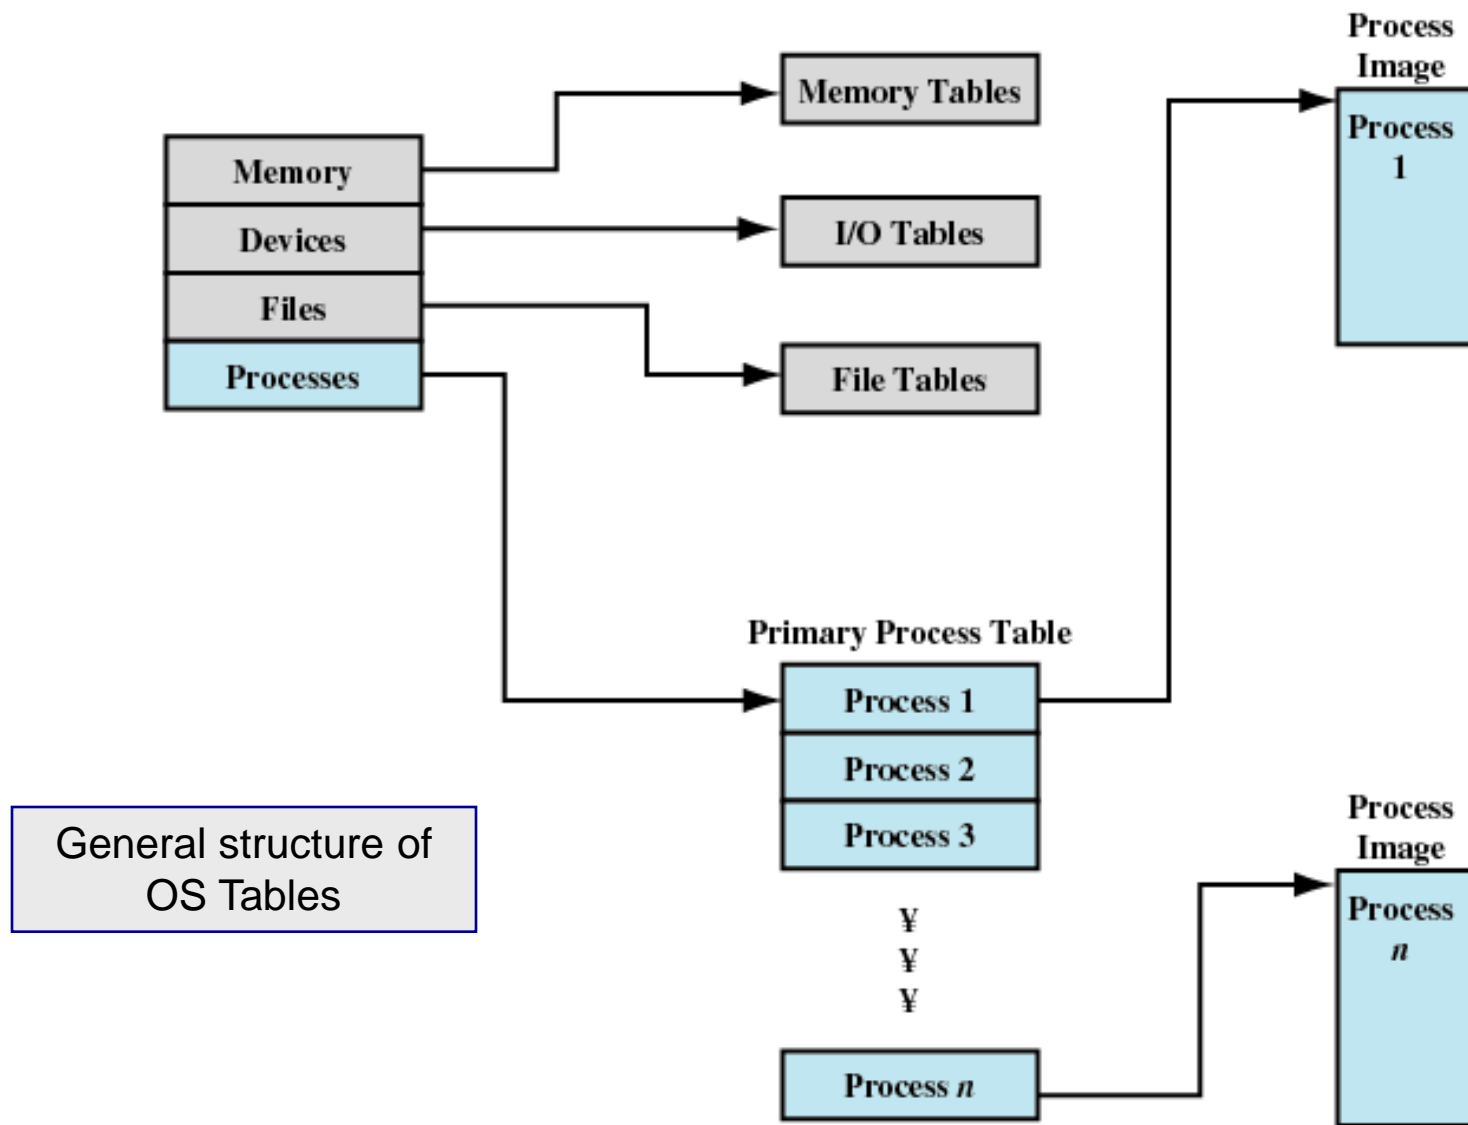 Process
Image
Process
1
Memory Tables
Memory
Devices
I/O Tables
Files
Processes
File Tables
Primary Process Table
Process 1
Process 2
Process 3
¥
¥
¥
Process n
General structure of
OS Tables
Process
Image
Process
n